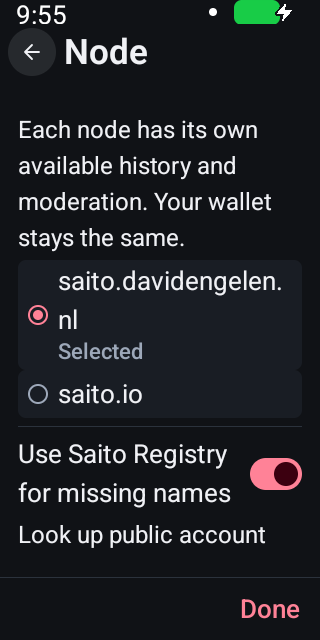 9:55
Node
Each node has its own
available history and
moderation. Your wallet
stays the same.
saito.davidengelen.
nl
Selected
saito.io
Use Saito Registry
for missing names
Look up public account
Done